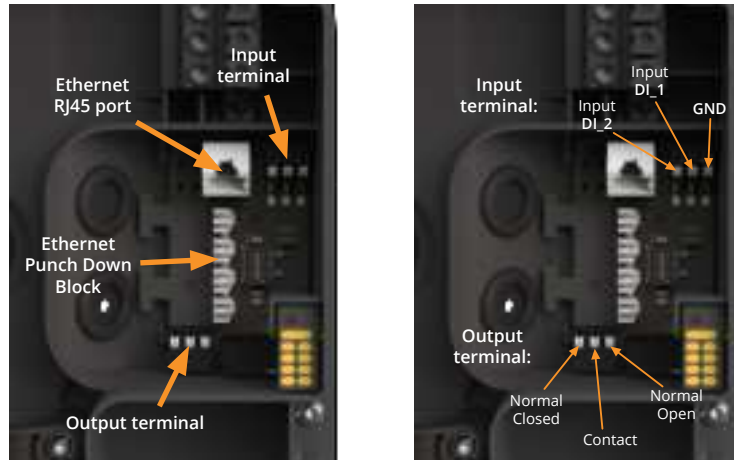 Input
terminal
Ethernet
RJ45 port
Ethernet
Punch Down
Block
Output terminal
Input
terminal:
Input
DI_1
Input
DI_2
GND
Output
terminal:
Normal
Closed
Contact
Normal
Open